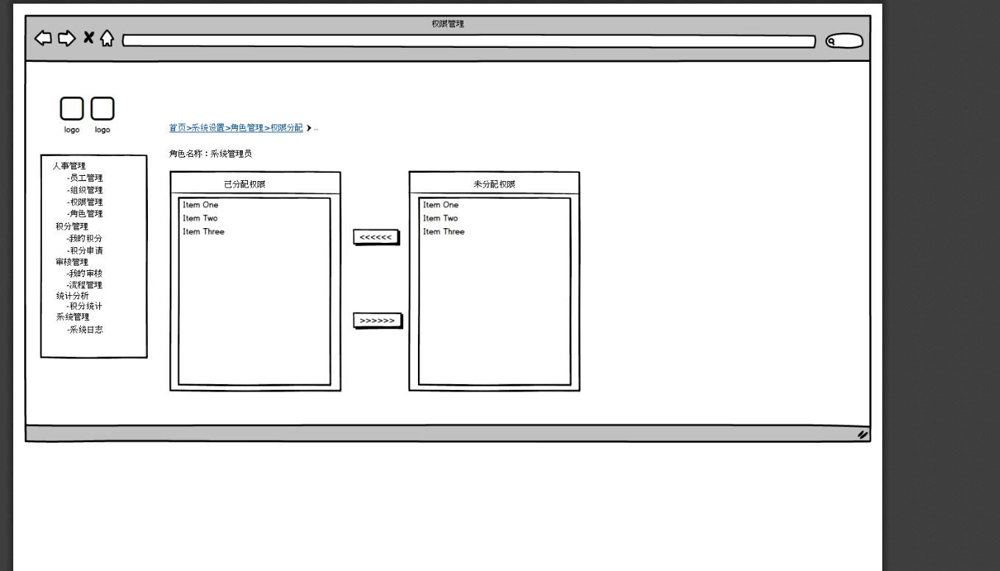 权限管理
logo
logo
首页>系统设置>角色管理>权限分配 > ...
角色名称：系统管理员
人事管理
-员工管理
-组织管理
-权限管理
-角色管理
积分管理
-我的积分
-积分申请
审核管理
-我的审核
-流程管理
统计分析
-积分统计
系统管理
-系统日志
已分配权限
Item One
Item Two
Item Three
<<<<<<
>>>>>>
未分配权限
Item One
Item Two
Item Three